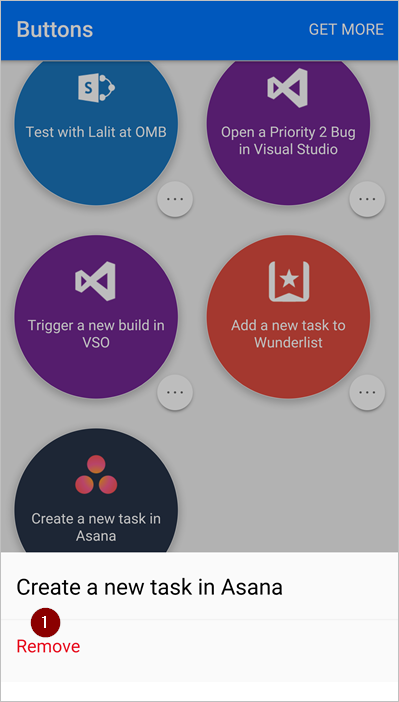 Buttons
GET MORE
S
Test with Lalit at OMB
Open a Priority 2 Bug
in Visual Studio
Trigger a new build in
VSO
Add a new task to
Wunderlist
Create a new task in
Asana
Create a new task in Asana
1
Remove